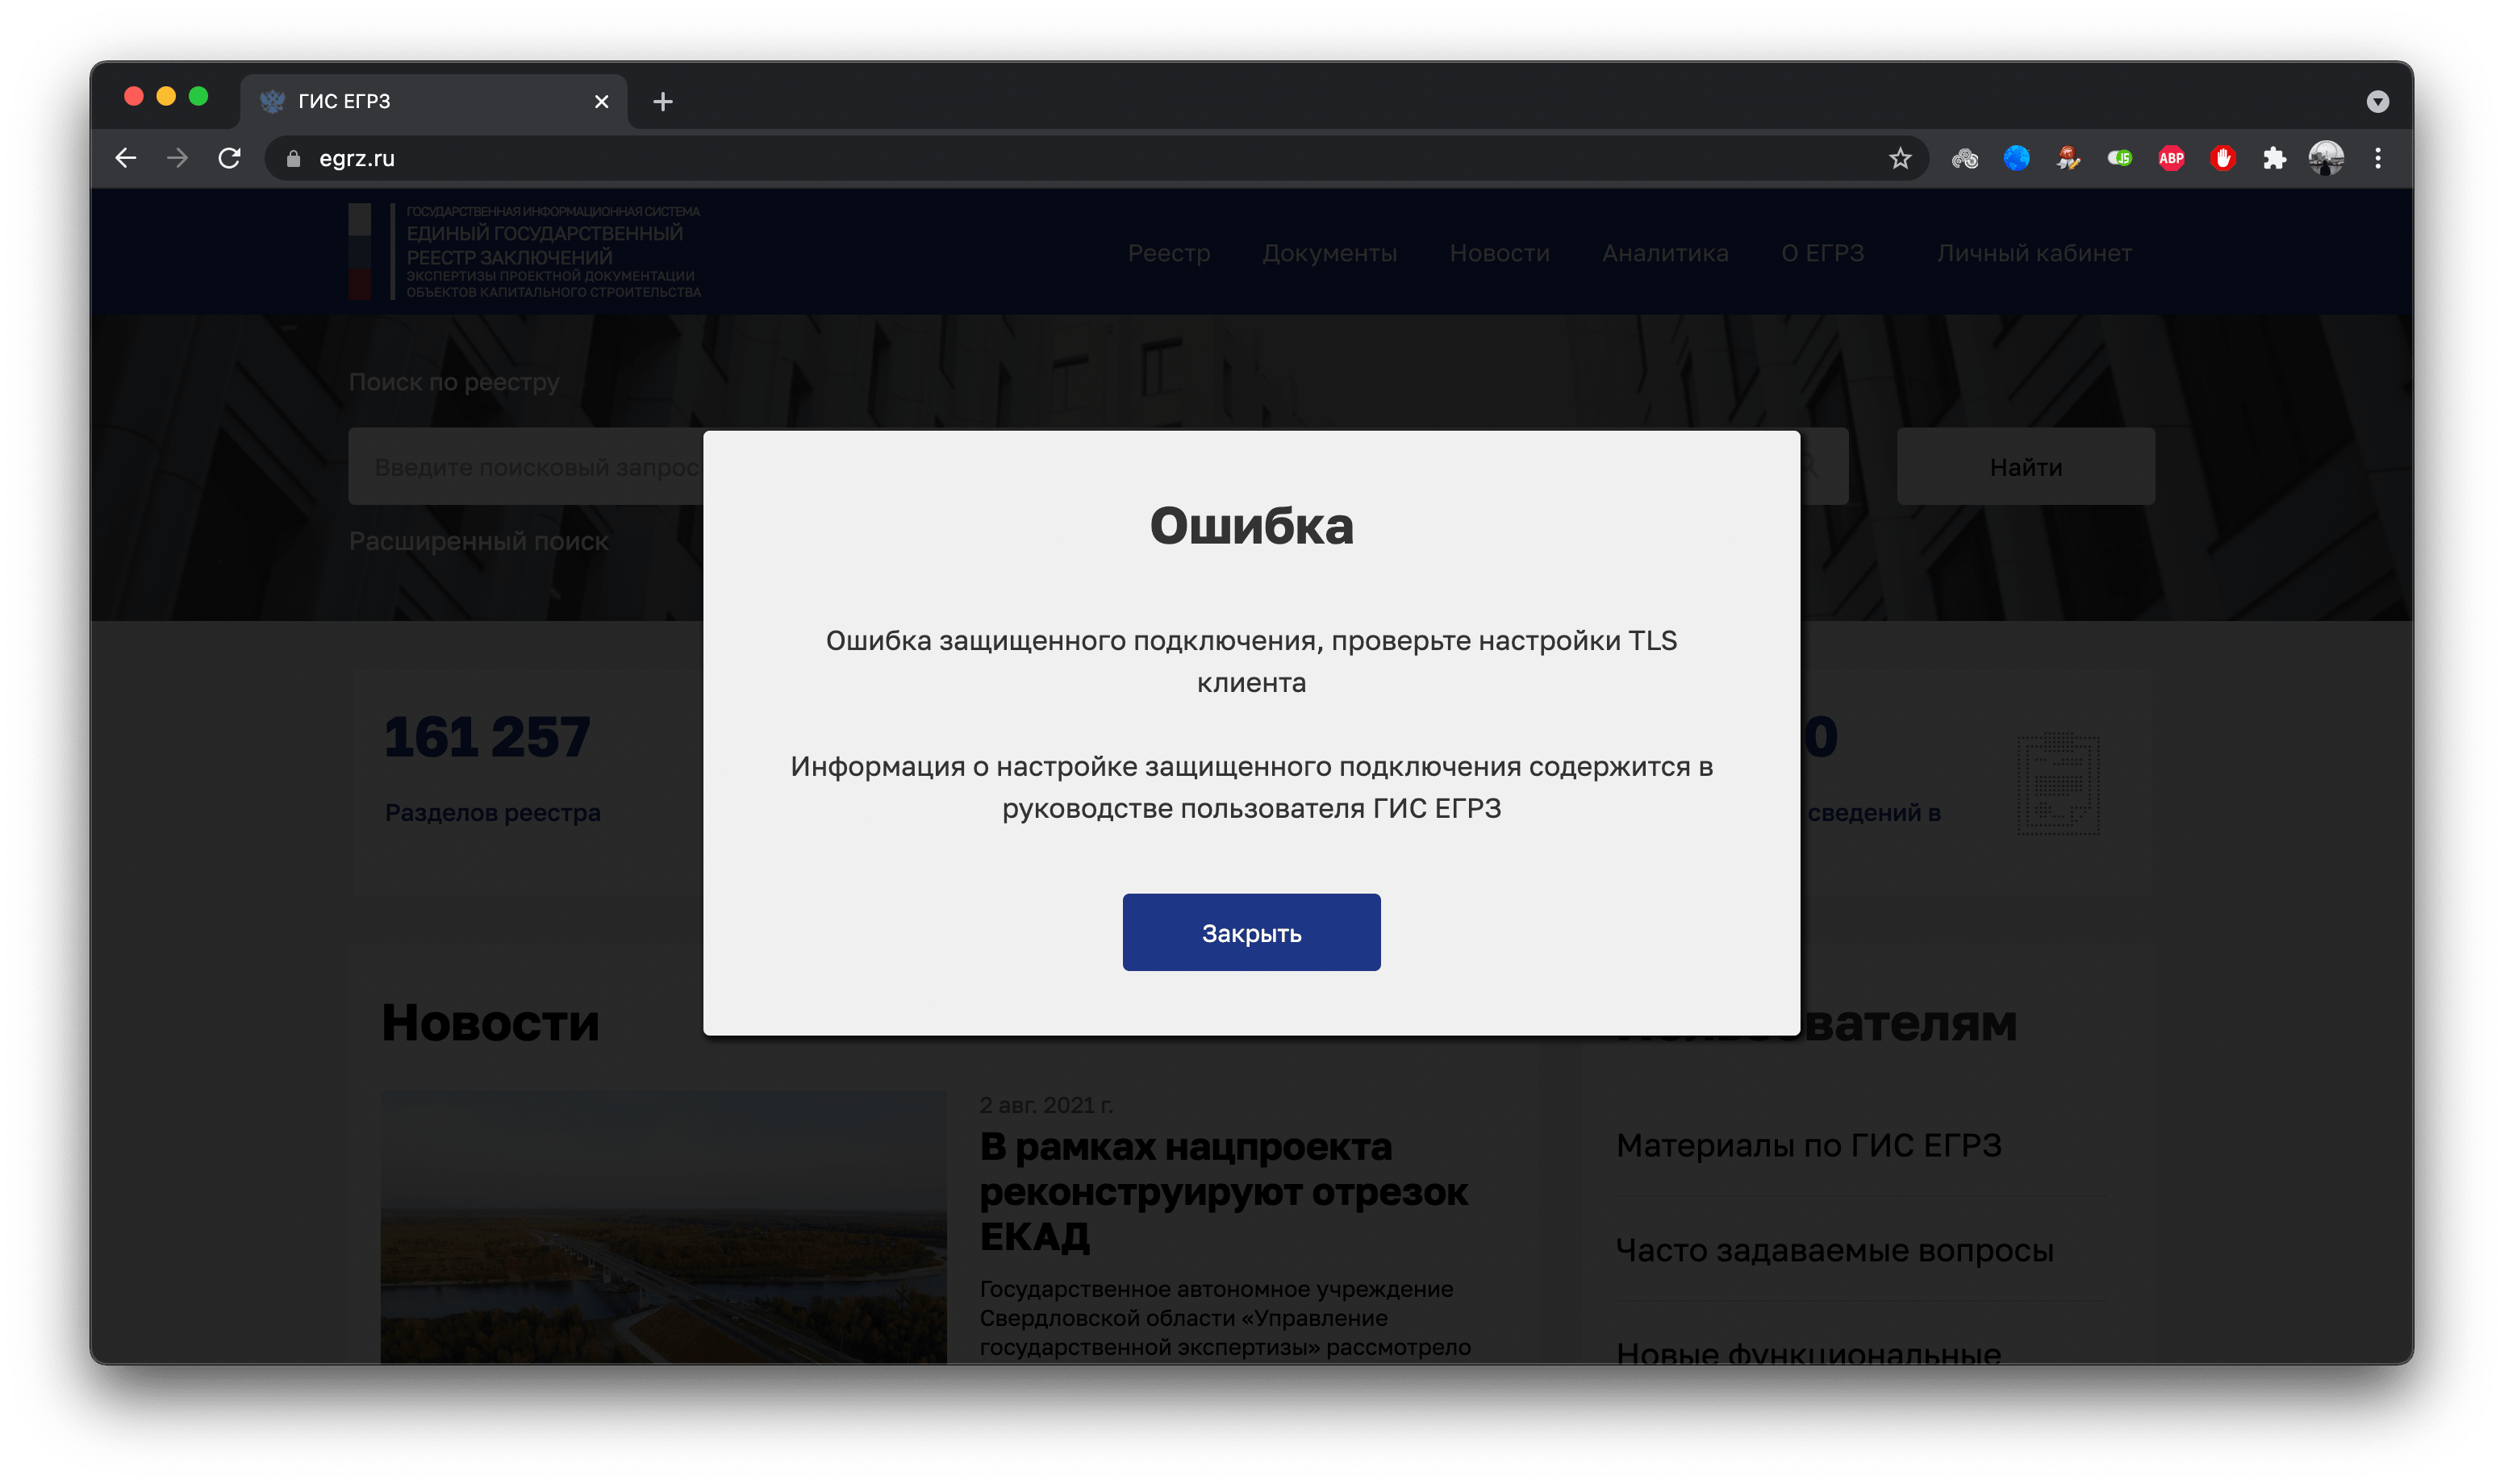 ГИС ЕГРЗ
egrz.ru
JS
ABP
ГОСУДАРСТВЕННАЯ ИНФОРМАЦИОННАЯ СИСТЕМА
ЕДИНЫЙ ГОСУДАРСТВЕННЫЙ
РЕЕСТР ЗАКЛЮЧЕНИЙ
ЭКСПЕРТИЗЫ ПРОЕКТНОЙ ДОКУМЕНТАЦИИ
ОБЪЕКТОВ КАПИТАЛЬНОГО СТРОИТЕЛЬСТВА
Реестр Документы Новости Аналитика О ЕГРЗ Личный кабинет
Поиск по реестру
Введите поисковый запрос
Найти
Расширенный поиск
Ошибка
Ошибка защищенного подключения, проверьте настройки TLS
клиента
Информация о настройке защищенного подключения содержится в
руководстве пользователя ГИС ЕГРЗ
Закрыть
161 257
Разделов реестра
0
сведений в
Новости
2 авг. 2021 г.
В рамках нацпроекта
реконструируют отрезок
ЕКАД
Государственное автономное учреждение
Свердловской области «Управление
государственной экспертизы» рассмотрело
Материалы по ГИС ЕГРЗ
Часто задаваемые вопросы
Новые функциональные